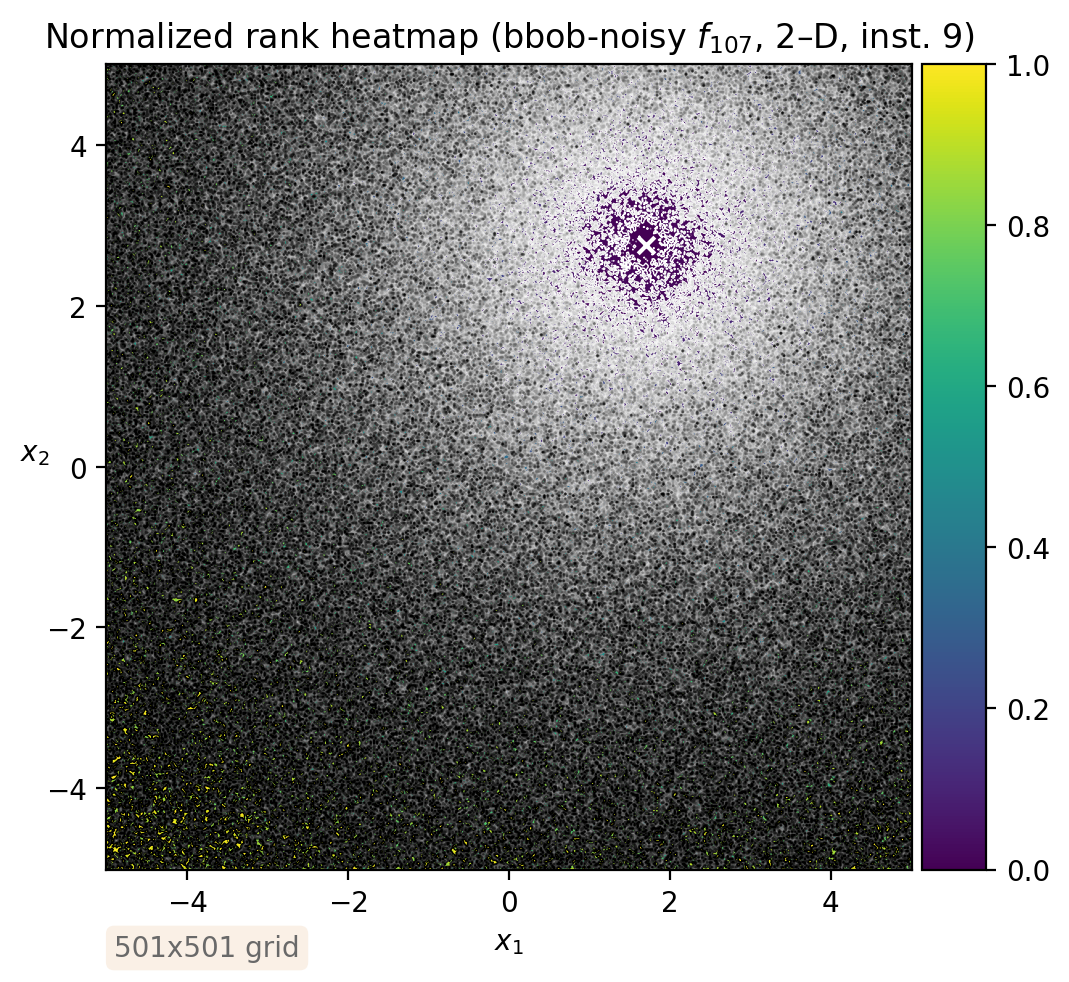 Normalized rank heatmap (bbob-noisy f₁₀₇, 2–D, inst. 9)
4
2
0
−2
−4
x₂
−4 −2 0 2 4
x₁
1.0
0.8
0.6
0.4
0.2
0.0
501x501 grid